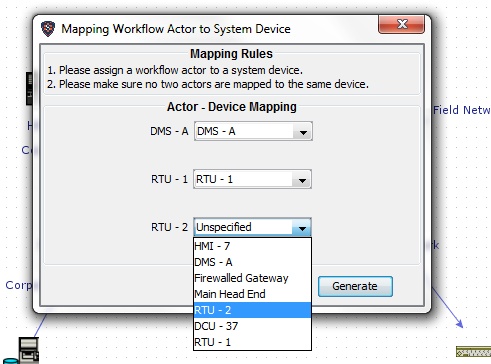 Mapping Workflow Actor to System Device
Mapping Rules
1. Please assign a workflow actor to a system device.
2. Please make sure no two actors are mapped to the same device.
Actor - Device Mapping
DMS - A DMS - A
RTU - 1 RTU - 1
RTU - 2 Unspecified
HMI - 7
DMS - A
Firewalled Gateway
Main Head End
RTU - 2
DCU - 37
RTU - 1
Generate
H
Co
Corp
Field Netw
rk